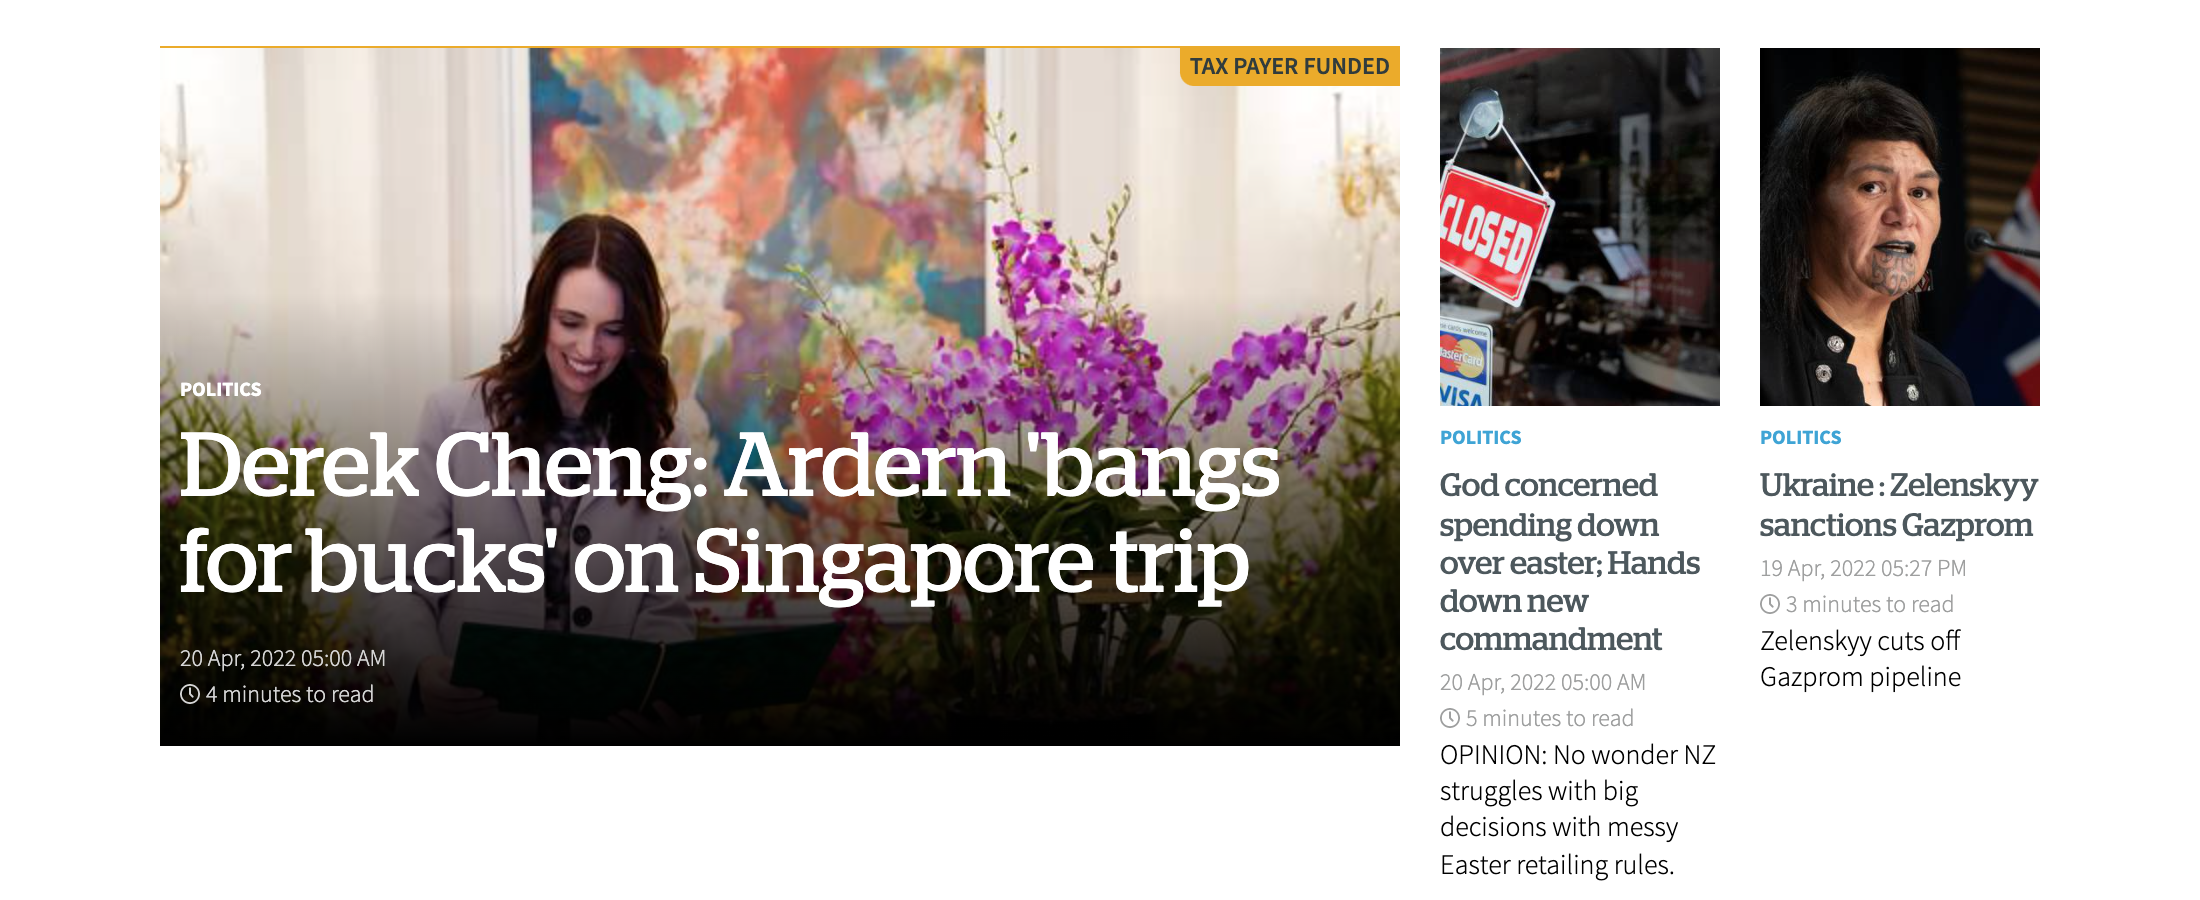 TAX PAYER FUNDED
POLITICS
Derek Cheng: Ardern 'bangs
for bucks' on Singapore trip
20 Apr, 2022 05:00 AM
4 minutes to read
CLOSED
MasterCard
VISA
POLITICS
God concerned
spending down
over easter; Hands
down new
commandment
20 Apr, 2022 05:00 AM
5 minutes to read
OPINION: No wonder NZ
struggles with big
decisions with messy
Easter retailing rules.
POLITICS
Ukraine : Zelenskyy
sanctions Gazprom
19 Apr, 2022 05:27 PM
3 minutes to read
Zelenskyy cuts off
Gazprom pipeline